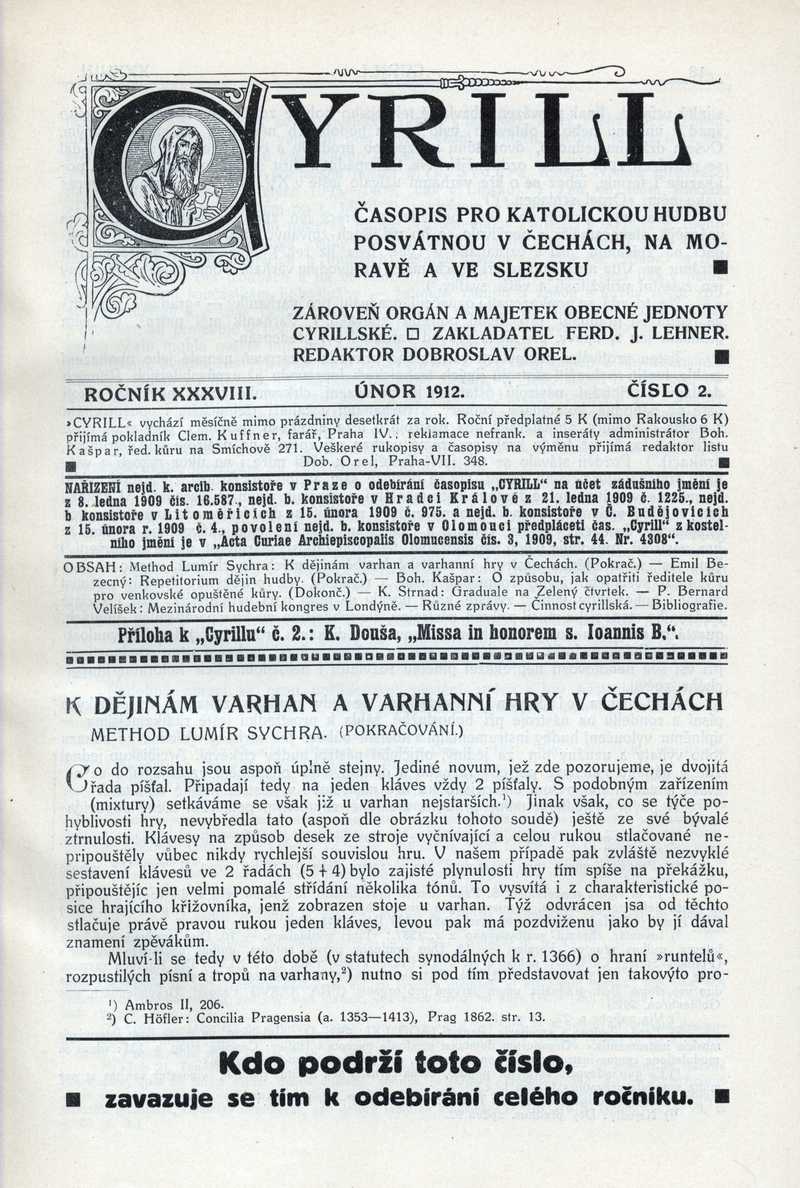 CYRILL
ČASOPIS PRO KATOLICKOU HUDBU
POSVÁTNOU V ČECHÁCH, NA MO-
RAVĚ A VE SLEZSKU
ZÁROVEŇ ORGÁN A MAJETEK OBECNÉ JEDNOTY
CYRILLSKÉ. □ ZAKLADATEL FERD. J. LEHNER.
REDAKTOR DOBROSLAV OREL.
ROČNÍK XXXVIII. ÚNOR 1912. ČÍSLO 2.
»CYRILL« vychází měsíčně mimo prázdniny desetkrát za rok. Roční předplatné 5 K (mimo Rakousko 6 K)
přijímá pokladník Clem. Kuffner, farář, Praha IV., reklamace nefrank. a inseráty administrátor Boh.
Kašpar, řed. kůru na Smíchově 271. Veškeré rukopisy a časopisy na výměnu přijímá redaktor listu
Dob. Orel, Praha-VII. 348.
NAŘÍZENÍ nejd. k. arcib. konsistoře v Praze o odebírání časopisu „CYRILL“ na účet zádušního jmění je
z 8. ledna 1909 čís. 16.587., nejd. b. konsistoře v Hradci Králové z 21. ledna 1909 č. 1225., nejd.
b konsistoře v Litoměřicích z 15. února 1909 č. 975. a nejd. b. konsistoře v Č. Budějovicích
z 15. února r. 1909 č. 4., povolení nejd. b. konsistoře v Olomouci předpláceti čas. „Cyrill“ z kostel-
ního jmění je v „Acta Curiae Archiepiscopalis Olomucensis čís. 3, 1909, str. 44. Nr. 4308“.
OBSAH: Method Lumír Sychra: K dějinám varhan a varhanní hry v Čechách. (Pokrač.) — Emil Be-
zecný: Repetitorium dějin hudby. (Pokrač.) — Boh. Kašpar: O způsobu, jak opatřiti ředitele kůru
pro venkovské opuštěné kůry. (Dokonč.) — K. Strnad: Graduale na Zelený čtvrtek. — P. Bernard
Velíšek: Mezinárodní hudební kongres v Londýně. — Různé zprávy. — Činnost cyrillská. — Bibliografie.
Příloha k „Cyrillu“ č. 2.: K. Douša, „Missa in honorem s. Ioannis B.“.
K DĚJINÁM VARHAN A VARHANNÍ HRY V ČECHÁCH
METHOD LUMÍR SYCHRA. (POKRAČOVÁNÍ.)
Co do rozsahu jsou aspoň úplně stejny. Jediné novum, jež zde pozorujeme, je dvojitá
řada píšťal. Připadají tedy na jeden kláves vždy 2 píšťaly. S podobným zařízením
(mixtury) setkáváme se však již u varhan nejstarších.¹) Jinak však, co se týče po-
hyblivosti hry, nevybředla tato (aspoň dle obrázku tohoto soudě) ještě ze své bývalé
ztrnulosti. Klávesy na způsob desek ze stroje vyčnívající a celou rukou stlačované ne-
připouštěly vůbec nikdy rychlejší souvislou hru. V našem případě pak zvláště nezvyklé
sestavení klávesů ve 2 řadách (5 + 4) bylo zajisté plynulosti hry tím spíše na překážku,
připouštějíc jen velmi pomalé střídání několika tónů. To vysvítá i z charakteristické po-
sice hrajícího křižovníka, jenž zobrazen stoje u varhan. Týž odvrácen jsa od těchto
stlačuje právě pravou rukou jeden kláves, levou pak má pozdviženu jako by jí dával
znamení zpěvákům.
Mluví-li se tedy v této době (v statutech synodálných k r. 1366) o hraní »runtelů«,
rozpustilých písní a tropů na varhany,²) nutno si pod tím představovat jen takovýto pro-
¹) Ambros II, 206.
²) C. Höfler: Concilia Pragensia (a. 1353—1413), Prag 1862. str. 13.
Kdo podrží toto číslo,
zavazuje se tím k odebírání celého ročníku.